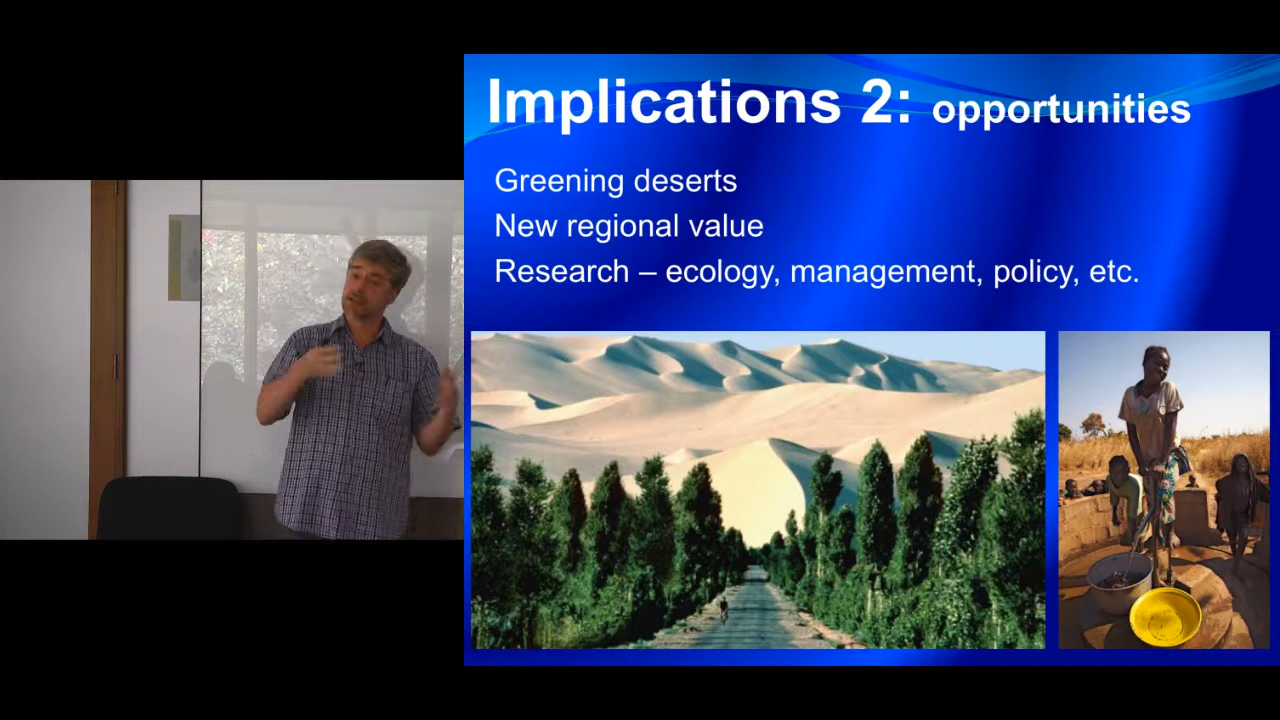 Implications 2: opportunities
Greening deserts
New regional value
Research – ecology, management, policy, etc.